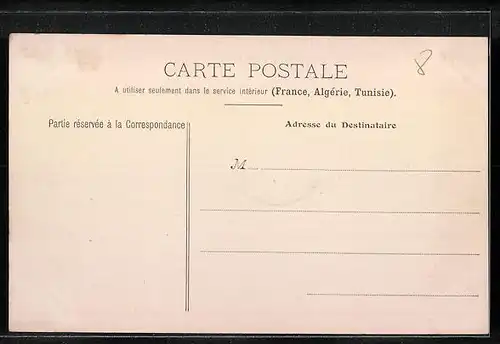 CARTE POSTALE
8
A utiliser seulement dans le service intérieur (France, Algérie, Tunisie).
Partie réservée à la Correspondance
Adresse du Destinataire
M